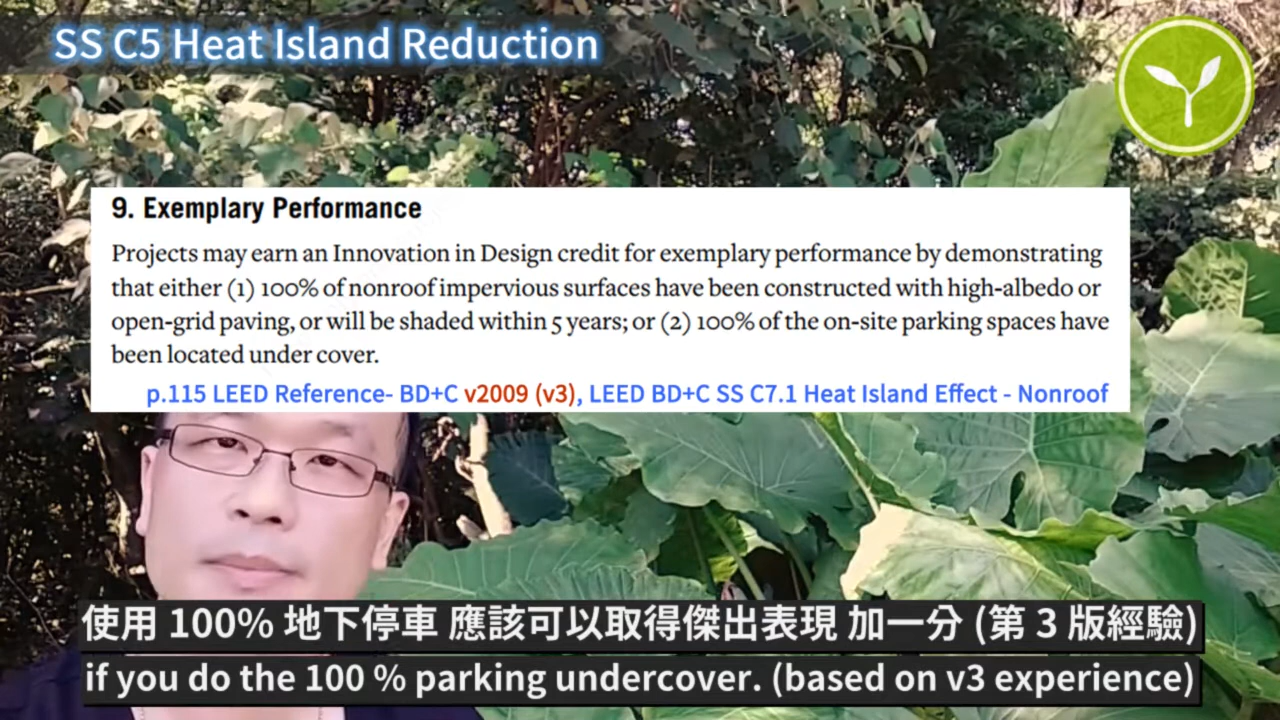 SS C5 Heat Island Reduction
9. Exemplary Performance
Projects may earn an Innovation in Design credit for exemplary performance by demonstrating
that either (1) 100% of nonroof impervious surfaces have been constructed with high-albedo or
open-grid paving, or will be shaded within 5 years; or (2) 100% of the on-site parking spaces have
been located under cover.
p.115 LEED Reference- BD+C v2009 (v3), LEED BD+C SS C7.1 Heat Island Effect - Nonroof
使用 100% 地下停車 應該可以取得傑出表現 加一分 (第 3 版經驗)
if you do the 100 % parking undercover. (based on v3 experience)